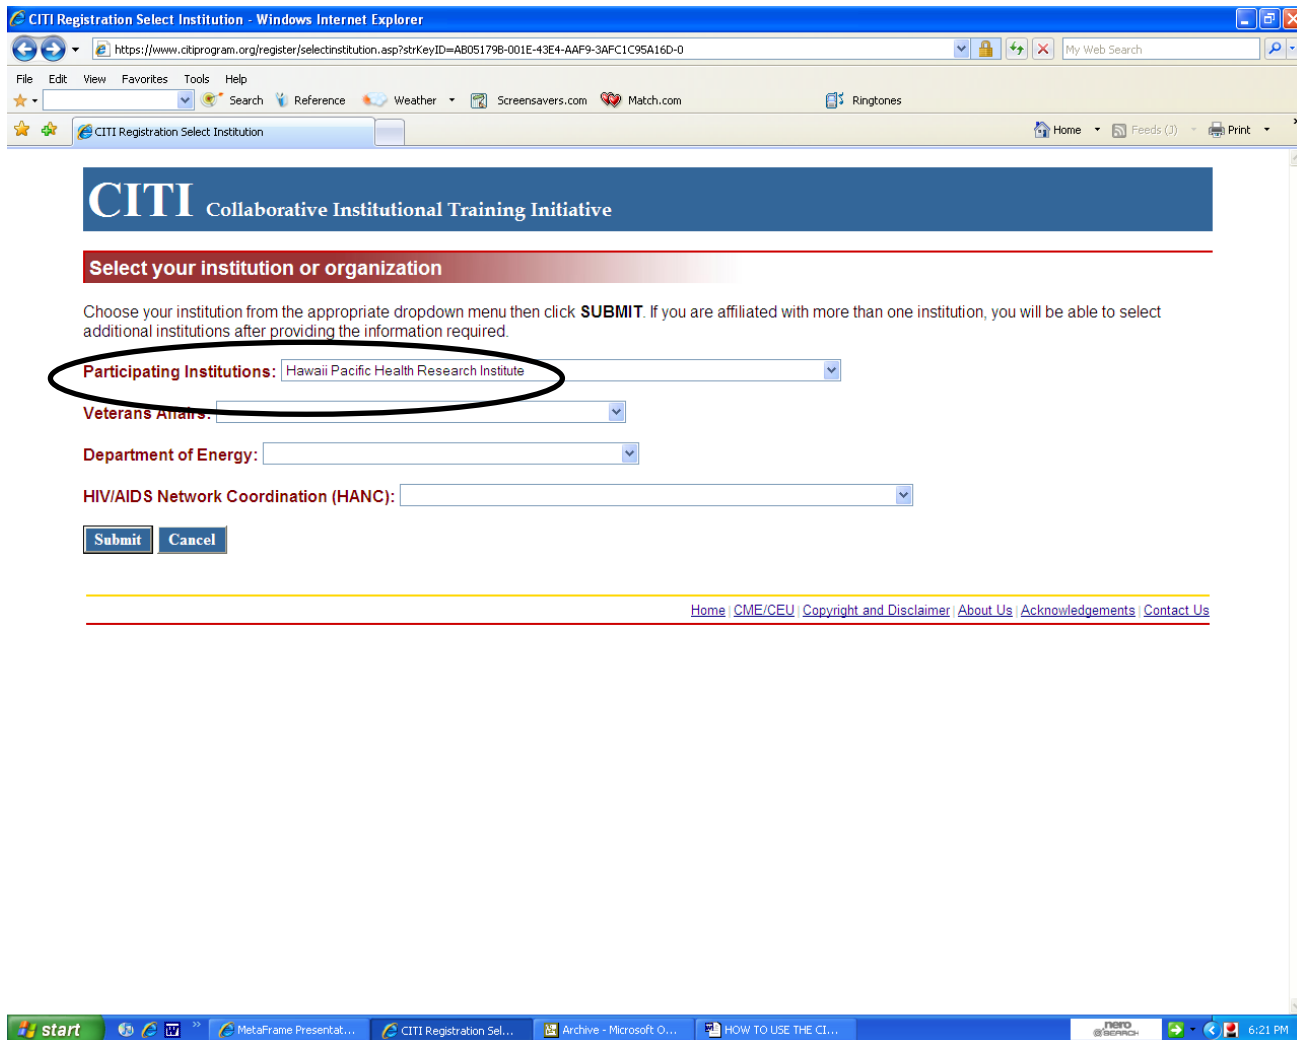 CITI Registration Select Institution - Windows Internet Explorer
https://www.citiprogram.org/register/selectinstitution.asp?strKeyID=AB05179B-001E-43E4-AAF9-3AFC1C95A16D-0
My Web Search
File Edit View Favorites Tools Help
Search Reference Weather Screensavers.com Match.com Ringtones
CITI Registration Select Institution
Home Feeds (J) Print
CITI Collaborative Institutional Training Initiative
Select your institution or organization
Choose your institution from the appropriate dropdown menu then click SUBMIT. If you are affiliated with more than one institution, you will be able to select
additional institutions after providing the information required.
Participating Institutions: Hawaii Pacific Health Research Institute
Veterans Affairs:
Department of Energy:
HIV/AIDS Network Coordination (HANC):
Submit Cancel
Home | CME/CEU | Copyright and Disclaimer | About Us | Acknowledgements | Contact Us
start MetaFrame Presentat... CITI Registration Sel... Archive - Microsoft O... HOW TO USE THE CI... nero SEARCH 6:21 PM